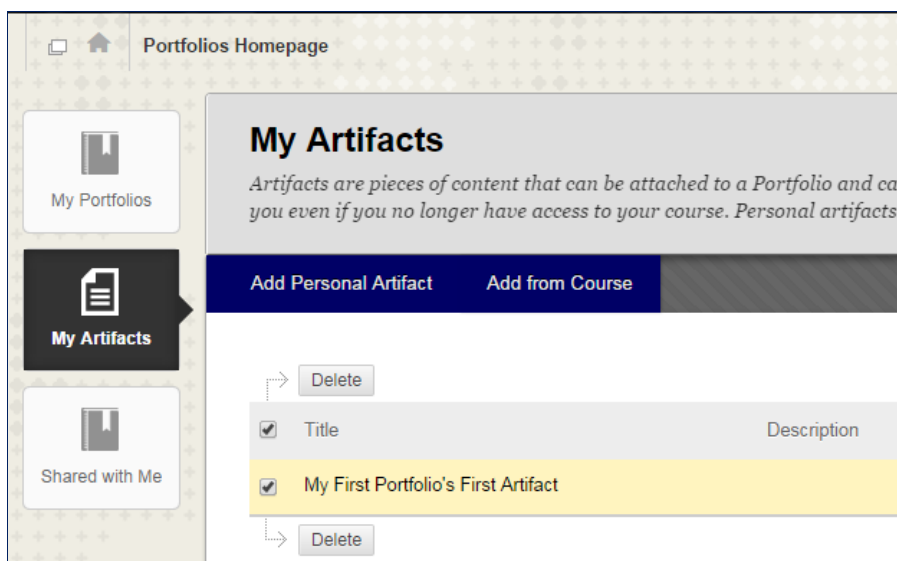 Portfolios Homepage
My Portfolios
My Artifacts
Shared with Me
My Artifacts
Artifacts are pieces of content that can be attached to a Portfolio and
you even if you no longer have access to your course. Personal artifacts
Add Personal Artifact Add from Course
Delete
Title Description
My First Portfolio's First Artifact
Delete